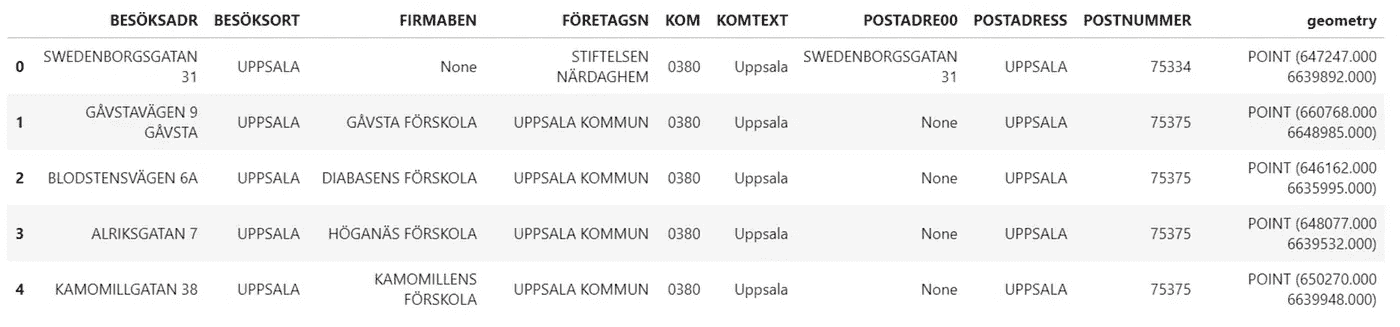 BESÖKSADR BESÖKSORT FIRMABEN FÖRETAGSN KOM KOMTEXT POSTADRE00 POSTADRESS POSTNUMMER geometry
0 SWEDENBORGSGATAN 31 UPPSALA None STIFTELSEN NÄRDAGHEM 0380 Uppsala SWEDENBORGSGATAN 31 UPPSALA 75334 POINT (647247.000 6639892.000)
1 GÅVSTAVÄGEN 9 GÅVSTA UPPSALA GÅVSTA FÖRSKOLA UPPSALA KOMMUN 0380 Uppsala None UPPSALA 75375 POINT (660768.000 6648985.000)
2 BLODSTENSVÄGEN 6A UPPSALA DIABASENS FÖRSKOLA UPPSALA KOMMUN 0380 Uppsala None UPPSALA 75375 POINT (646162.000 6635995.000)
3 ALRIKSGATAN 7 UPPSALA HÖGANÄS FÖRSKOLA UPPSALA KOMMUN 0380 Uppsala None UPPSALA 75375 POINT (648077.000 6639532.000)
4 KAMOMILLGATAN 38 UPPSALA KAMOMILLENS FÖRSKOLA UPPSALA KOMMUN 0380 Uppsala None UPPSALA 75375 POINT (650270.000 6639948.000)